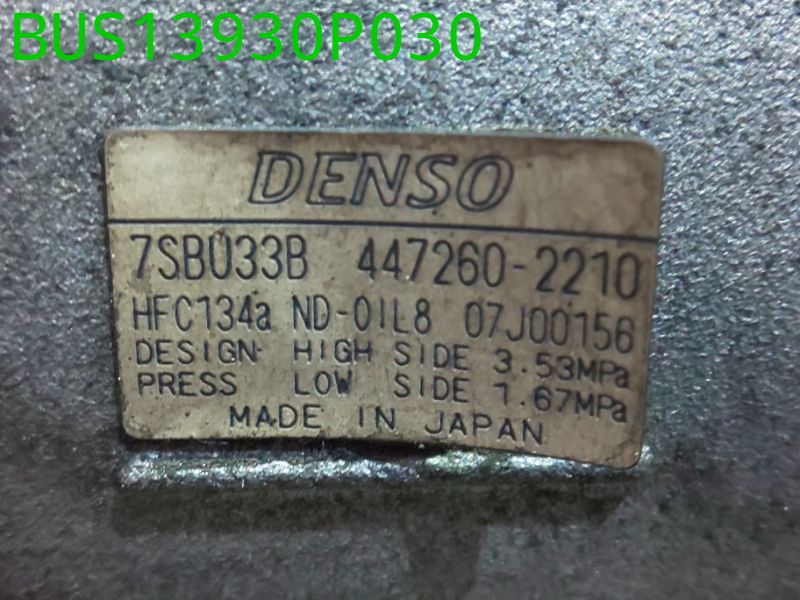 BUS13930P030
DENSO
7SBU33B 447260-2210
HFC134a ND-OIL8 07J00156
DESIGN HIGH SIDE 3.53MPa
PRESS LOW SIDE 1.67MPa
MADE IN JAPAN